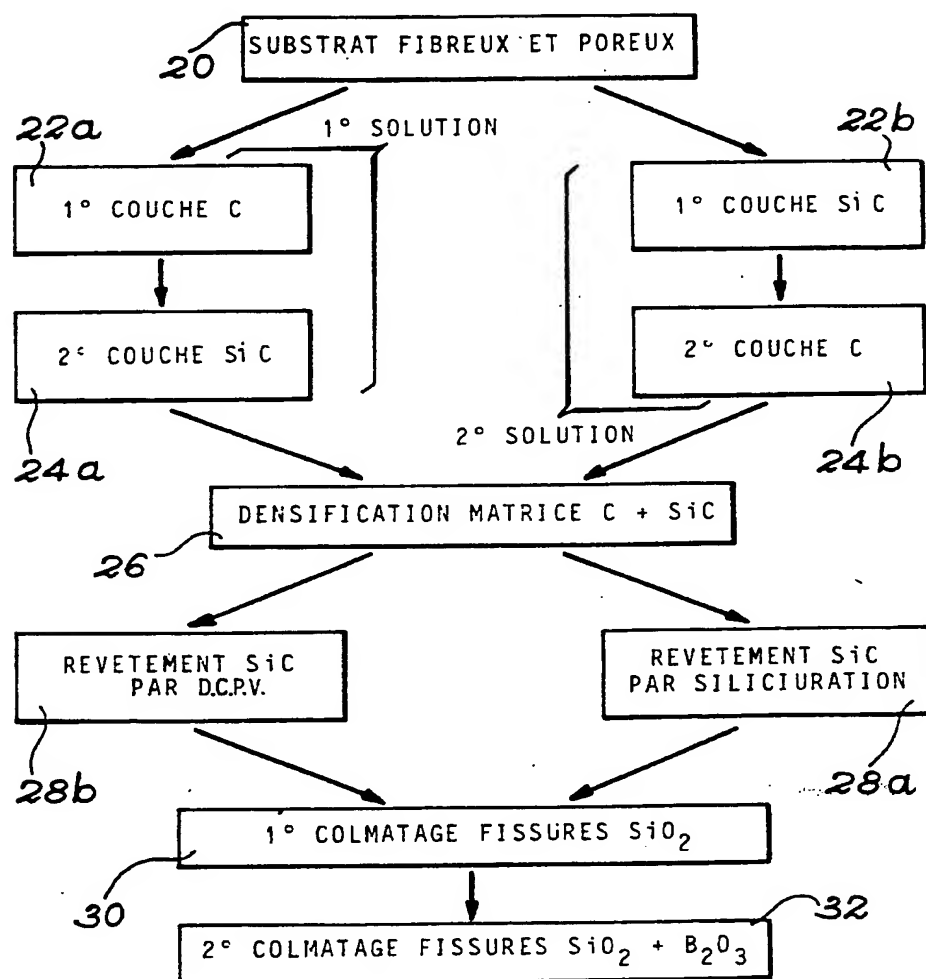 20
SUBSTRAT FIBREUX ET POREUX
1° SOLUTION
22a
1° COUCHE C
22b
1° COUCHE SiC
2° COUCHE SiC
24a
2° COUCHE C
24b
2° SOLUTION
DENSIFICATION MATRICE C + SiC
26
REVETEMENT SiC
PAR D.C.P.V.
28b
REVETEMENT SiC
PAR SILICIURATION
28a
1° COLMATAGE FISSURES SiO₂
30
32
2° COLMATAGE FISSURES SiO₂ + B₂O₃